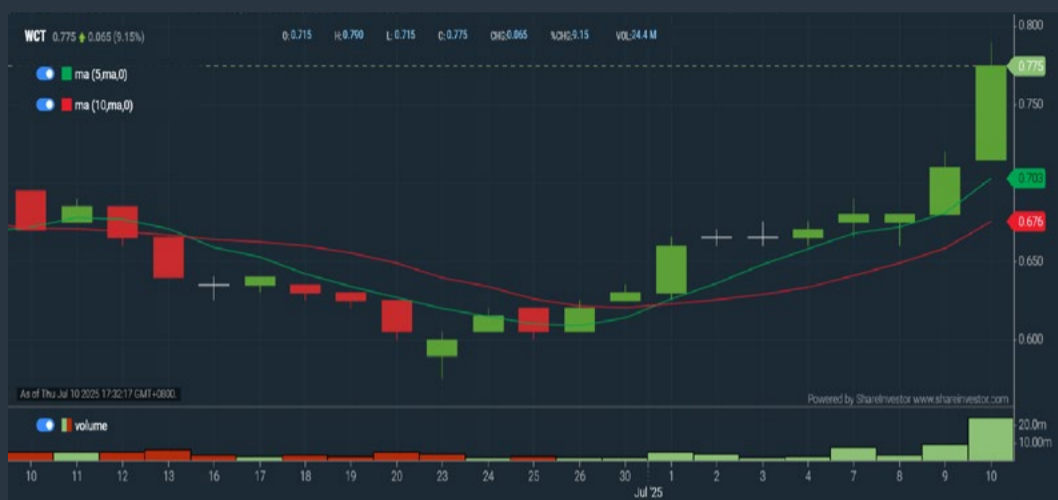 WCT 0.775 0.065 (9.15%) O: 0.715 H: 0.790 L: 0.715 C: 0.775 CHG:0.065 %CHG:9.15 VOL:24.4 M
ma (5,ma,0)
ma (10,ma,0)
0.800
0.775
0.750
0.703
0.676
0.650
0.600
As of Thu Jul 10 2025 17:32:17 GMT+0800.
Powered by ShareInvestor www.shareinvestor.com
volume
20.0m
10.00m
10 11 12 13 16 17 18 19 20 23 24 25 26 30 1 2 3 4 7 8 9 10
Jul '25